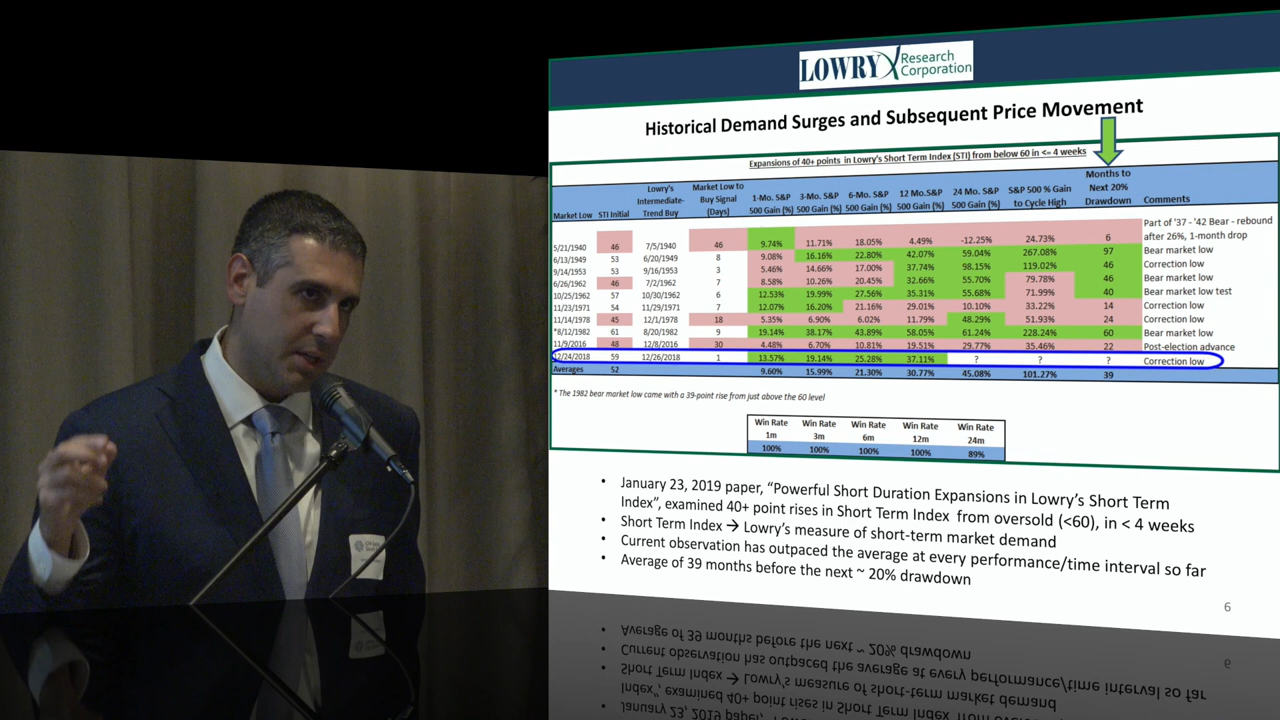 LOWRY Research
Corporation
Historical Demand Surges and Subsequent Price Movement
Expansions of 40+ points in Lowry's Short Term Index (STI) from below 60 in <= 4 weeks
Market Low STI Initial Lowry's Intermediate-Trend Buy Market Low to Buy Signal (Days) 1-Mo. S&P 500 Gain (%) 3-Mo. S&P 500 Gain (%) 6-Mo. S&P 500 Gain (%) 12 Mo.S&P 500 Gain (%) 24 Mo. S&P 500 Gain (%) S&P 500 % Gain to Cycle High Months to Next 20% Drawdown Comments
5/21/1940 46 7/5/1940 46 9.74% 11.71% 18.05% 4.49% -12.25% 24.73% 6 Part of '37 - '42 Bear - rebound after 26%, 1-month drop
6/13/1949 53 6/20/1949 8 9.08% 16.16% 22.80% 42.07% 59.04% 267.08% 97 Bear market low
9/14/1953 53 9/16/1953 3 5.46% 14.66% 17.00% 37.74% 98.15% 119.02% 46 Correction low
6/26/1962 46 7/2/1962 7 8.58% 10.26% 20.45% 32.66% 55.70% 79.78% 46 Bear market low
10/25/1962 57 10/30/1962 6 12.53% 19.99% 27.56% 35.31% 55.68% 71.99% 40 Bear market low test
11/23/1971 54 11/29/1971 7 12.07% 16.20% 21.16% 29.01% 10.10% 33.22% 14 Correction low
11/14/1978 45 12/1/1978 18 5.35% 6.90% 6.02% 11.79% 48.29% 51.93% 24 Correction low
*8/12/1982 61 8/20/1982 9 19.14% 38.17% 43.89% 58.05% 61.24% 228.24% 60 Bear market low
11/9/2016 48 12/8/2016 30 4.48% 6.70% 10.81% 19.51% 29.77% 35.46% 22 Post-election advance
12/24/2018 59 12/26/2018 1 13.57% 19.14% 25.28% 37.11% ? ? ? Correction low
Averages 52 9.60% 15.99% 21.30% 30.77% 45.08% 101.27% 39
* The 1982 bear market low came with a 39-point rise from just above the 60 level
Win Rate Win Rate Win Rate Win Rate Win Rate
1m 3m 6m 12m 24m
100% 100% 100% 100% 89%
• January 23, 2019 paper, "Powerful Short Duration Expansions in Lowry's Short Term
Index", examined 40+ point rises in Short Term Index from oversold (<60), in < 4 weeks
• Short Term Index → Lowry's measure of short-term market demand
• Current observation has outpaced the average at every performance/time interval so far
• Average of 39 months before the next ~ 20% drawdown
6